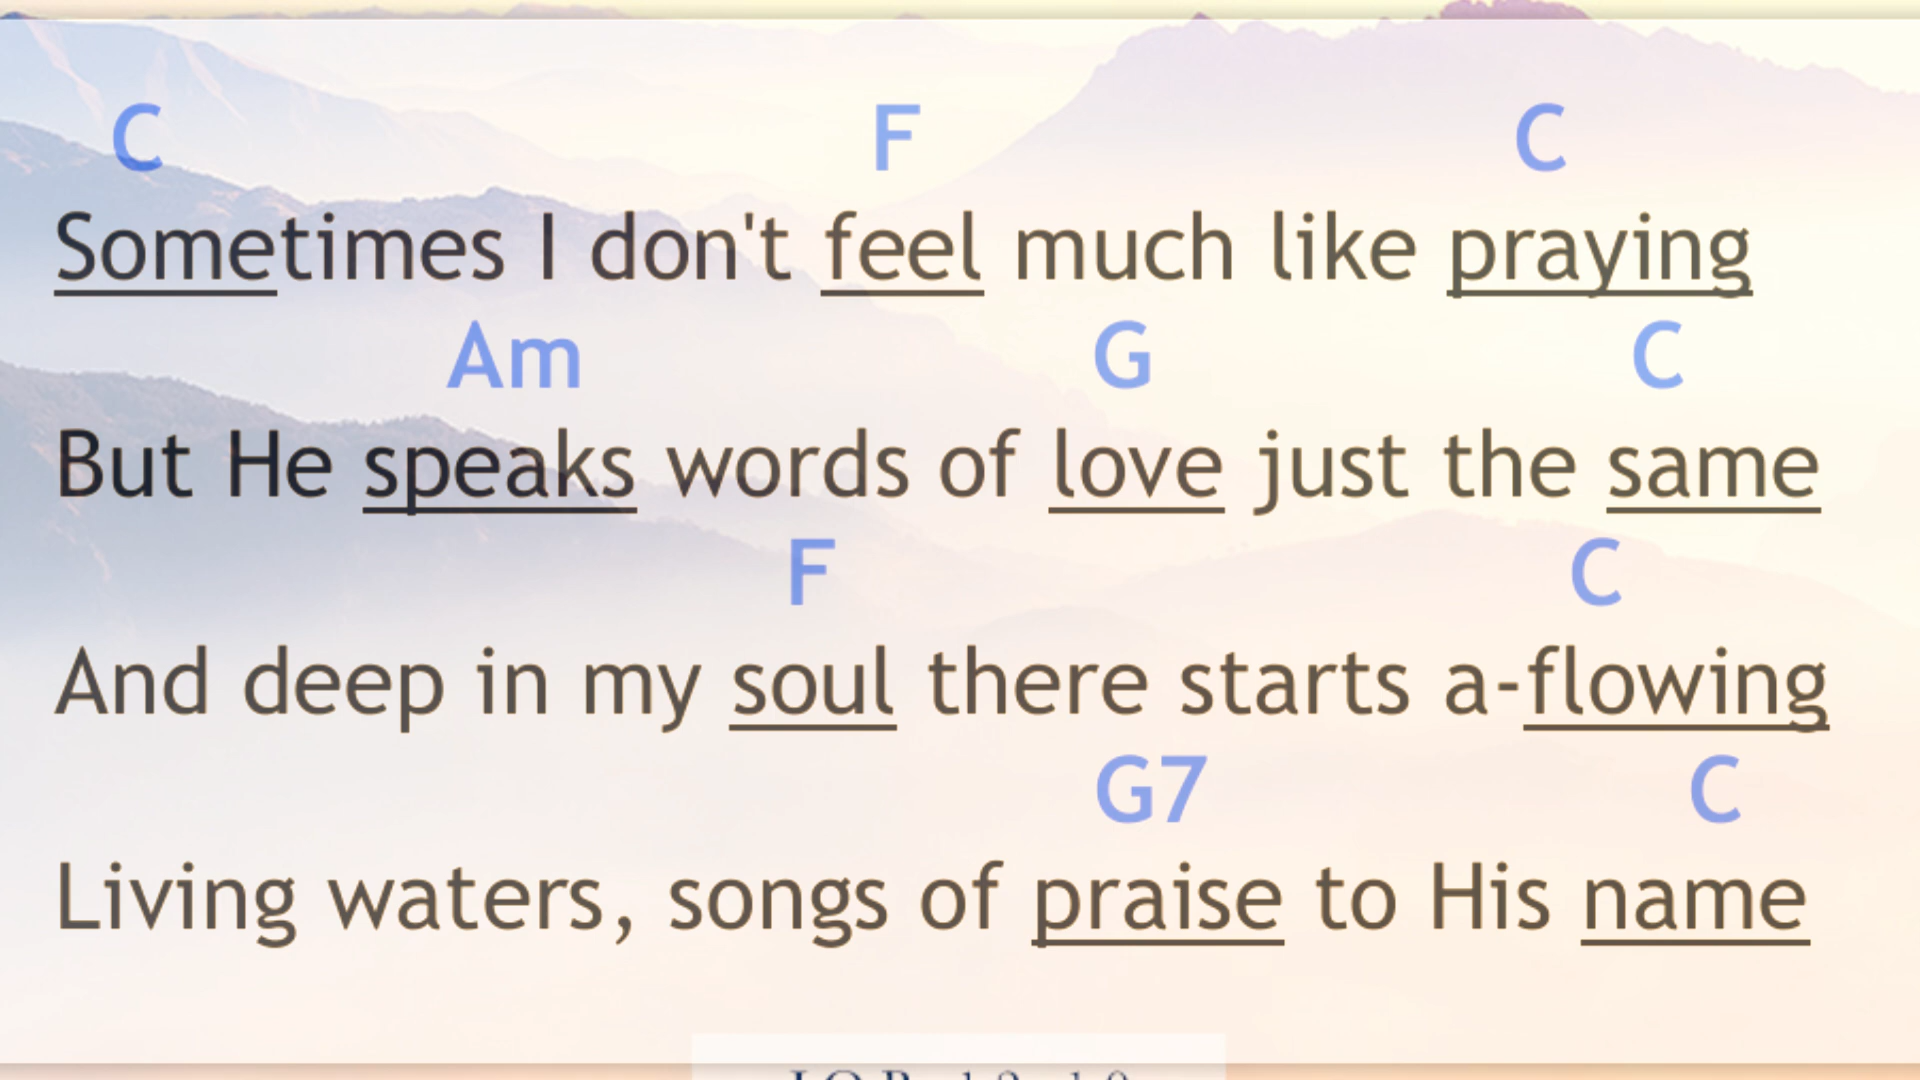 C F C
Sometimes I don't feel much like praying
Am G C
But He speaks words of love just the same
F C
And deep in my soul there starts a-flowing
G7 C
Living waters, songs of praise to His name